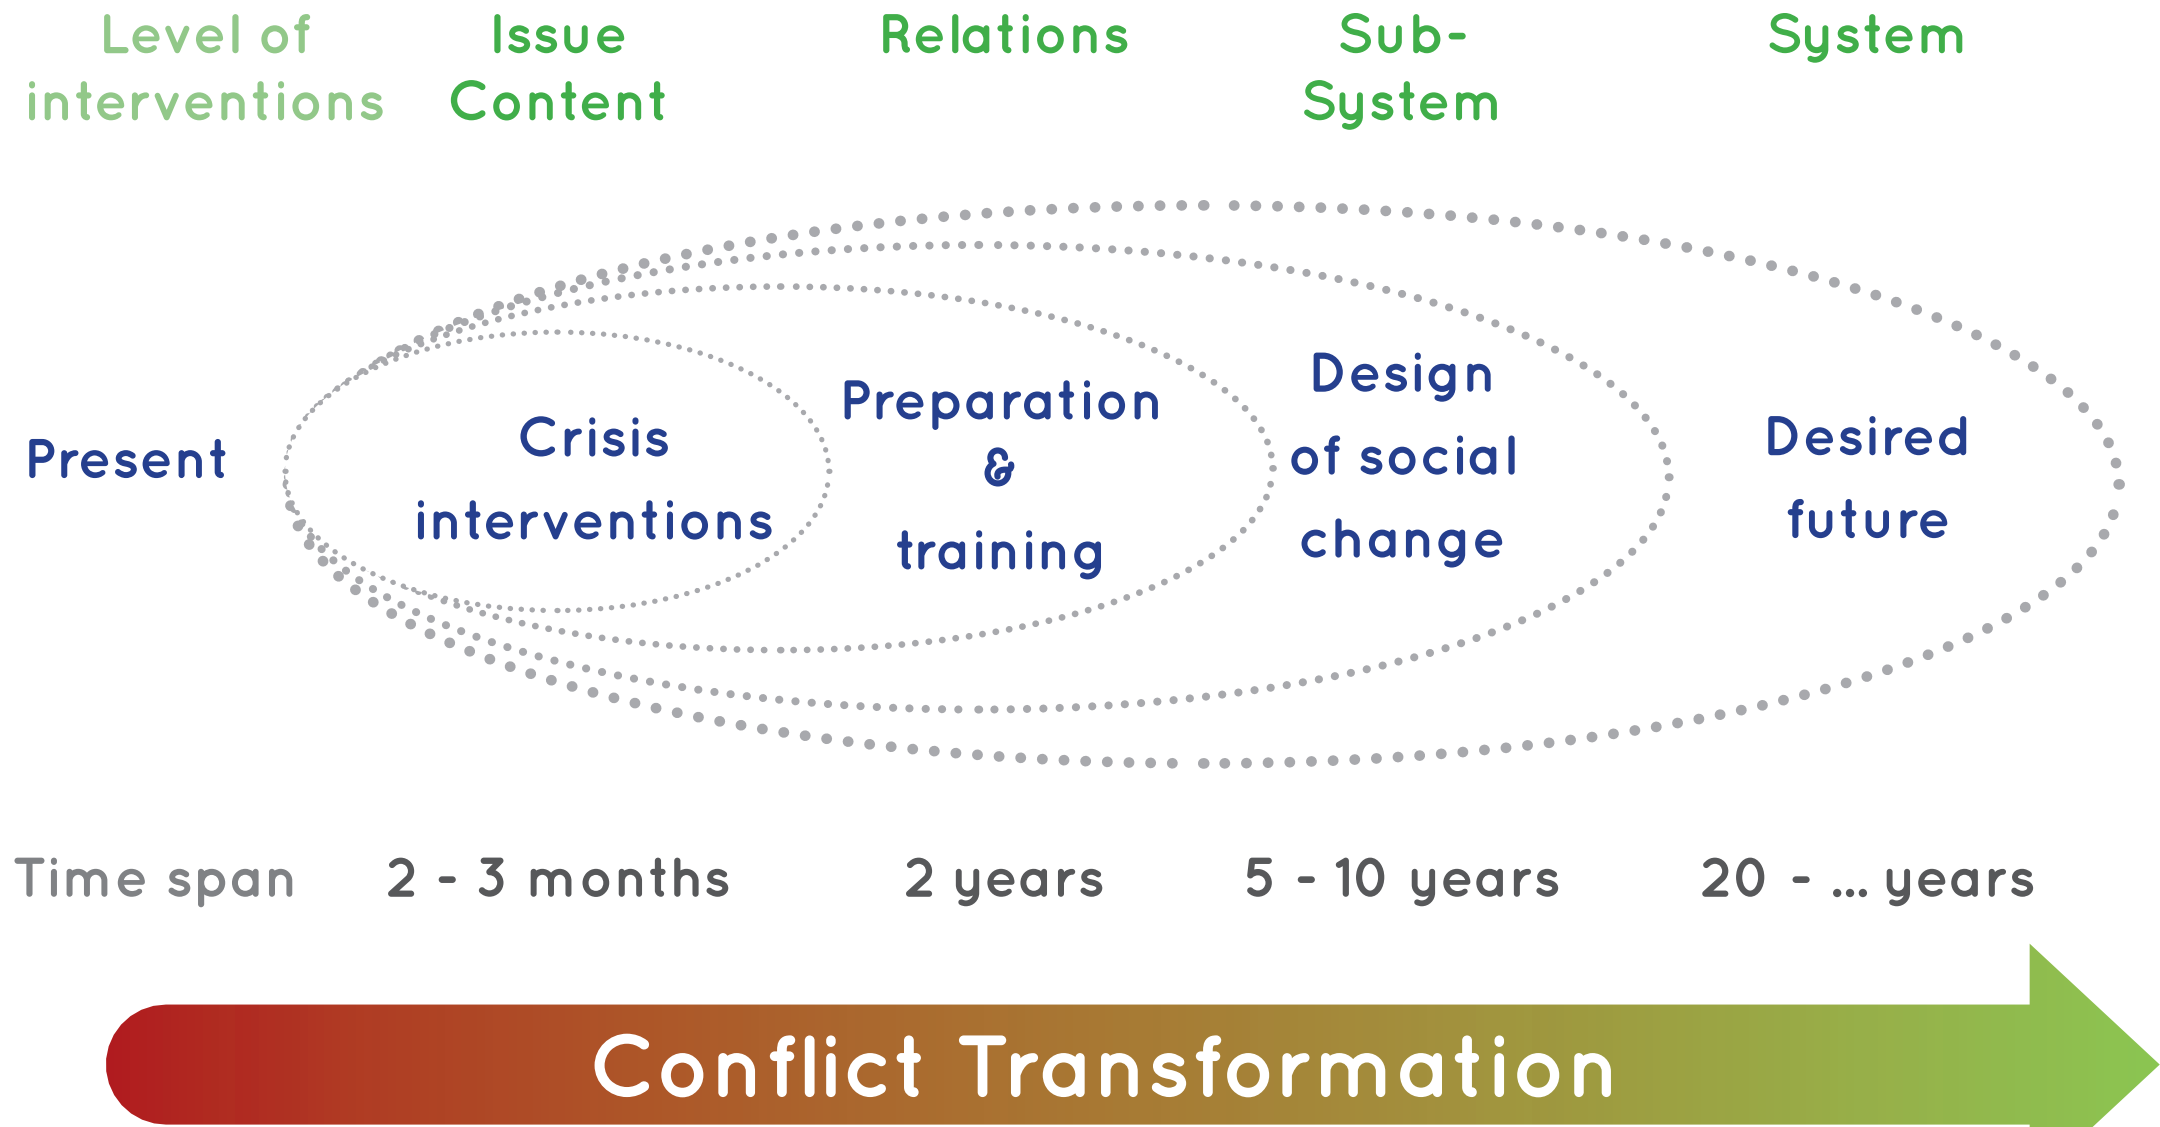 Level of
interventions
Issue
Content
Relations
Sub-
System
System
Present
Crisis
interventions
Preparation
&
training
Design
of social
change
Desired
future
Time span
2 - 3 months
2 years
5 - 10 years
20 - ... years
Conflict Transformation